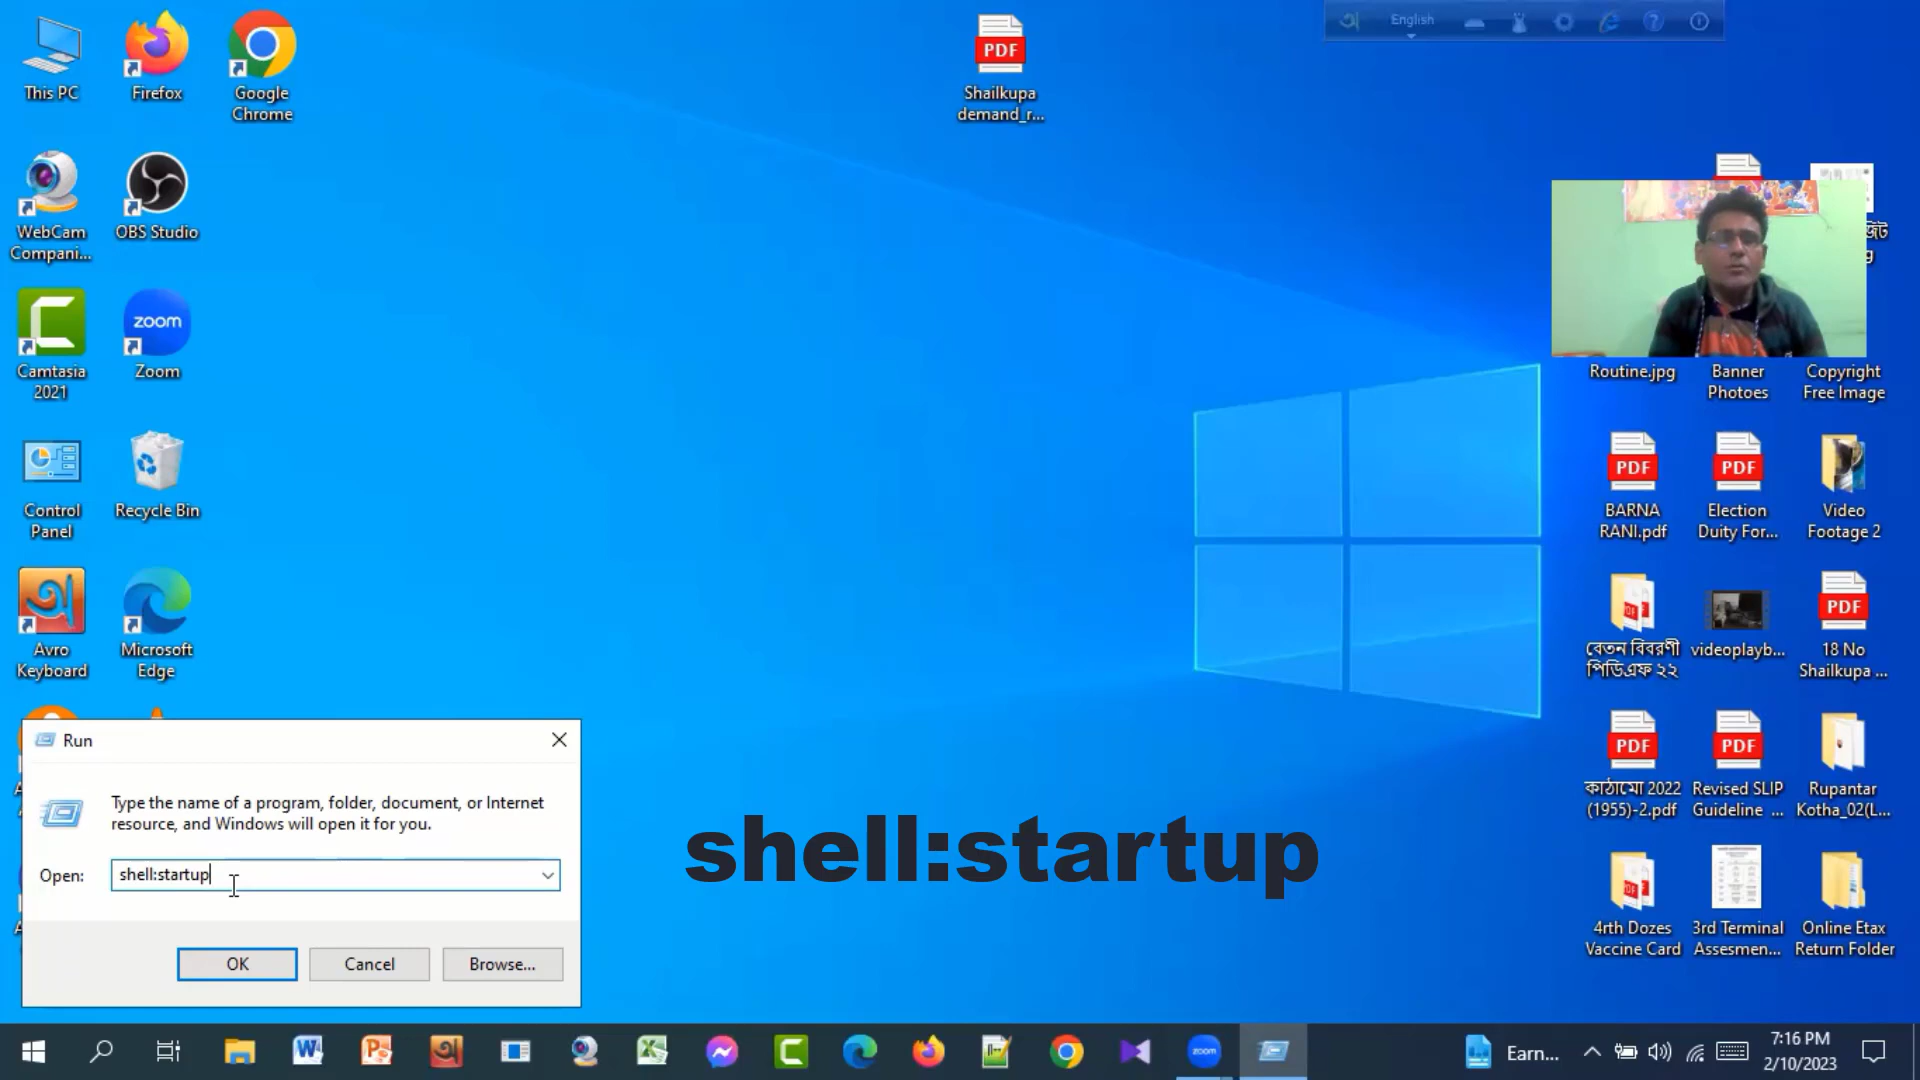 English
This PC
Firefox
Google
Chrome
PDF
Shailkupa
demand_r...
WebCam
Compani...
OBS Studio
Camtasia
2021
zoom
Zoom
Routine.jpg
Banner
Photoes
Copyright
Free Image
Control
Panel
Recycle Bin
PDF
BARNA
RANI.pdf
PDF
Election
Duity For...
Video
Footage 2
Avro
Keyboard
Microsoft
Edge
বেতন বিবরণী
পিডিএফ ২২
videoplayb...
PDF
18 No
Shailkupa ...
PDF
কাঠামো 2022
(1955)-2.pdf
PDF
Revised SLIP
Guideline ...
Rupantar
Kotha_02(L...
4rth Dozes
Vaccine Card
3rd Terminal
Assesmen...
Online Etax
Return Folder
Run
Type the name of a program, folder, document, or Internet
resource, and Windows will open it for you.
Open:
shell:startup
OK
Cancel
Browse...
shell:startup
zoom
Earn...
7:16 PM
2/10/2023